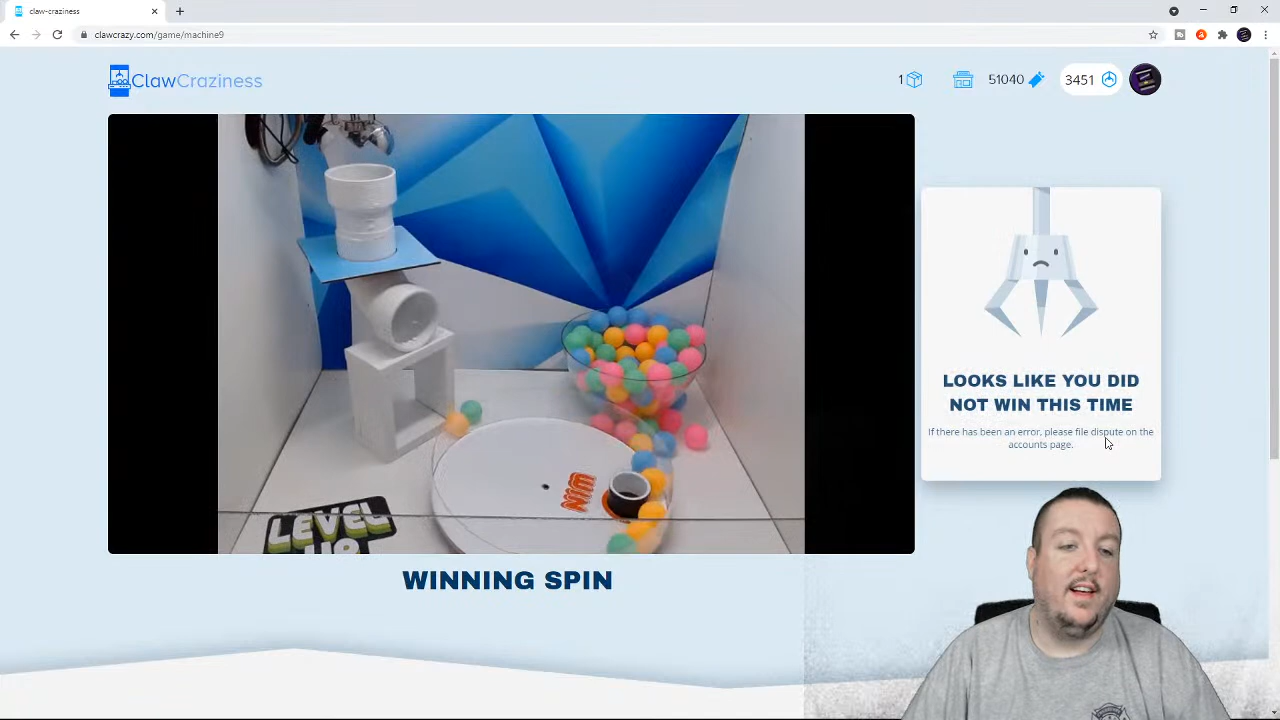 claw-craziness
clawcrazy.com/game/machine9
ClawCraziness
1
51040
3451
WIN
LEVEL
UP
LOOKS LIKE YOU DID
NOT WIN THIS TIME
If there has been an error, please file dispute on the
accounts page.
WINNING SPIN